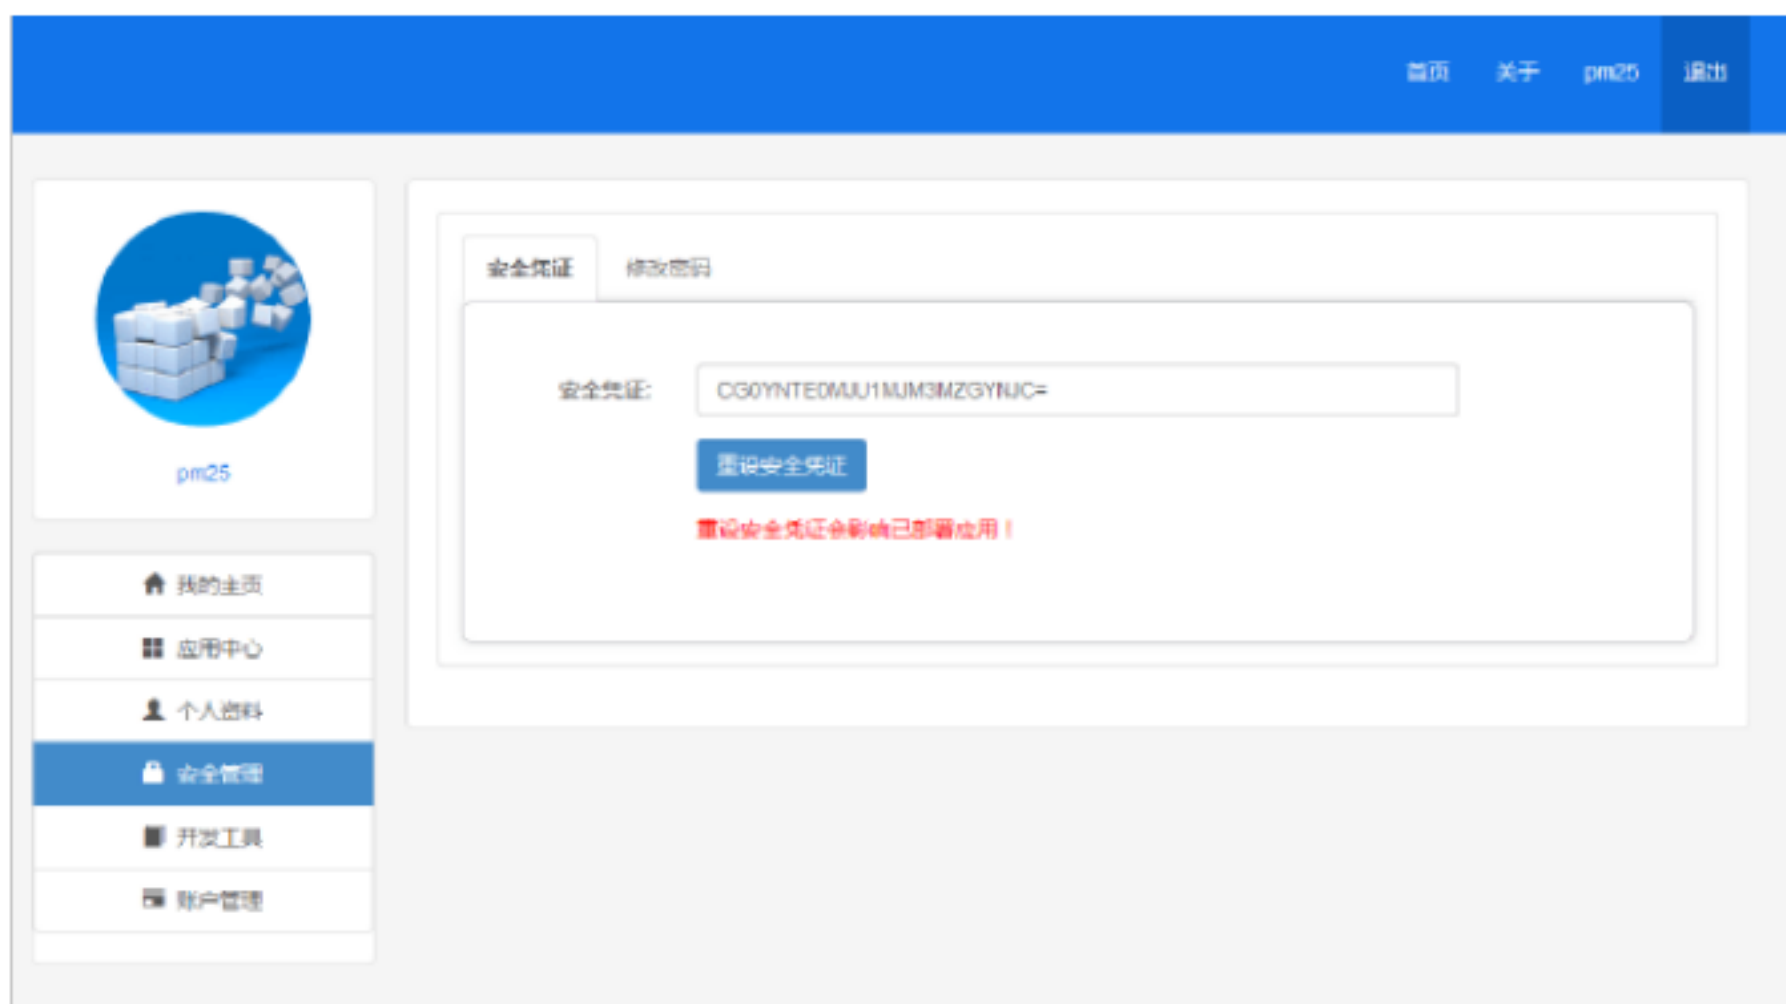 首页 关于 pm25 退出
pm25
我的主页
应用中心
个人资料
安全管理
开发工具
账户管理
安全凭证 修改密码
安全凭证:
重设安全凭证
重设安全凭证会影响已部署应用！